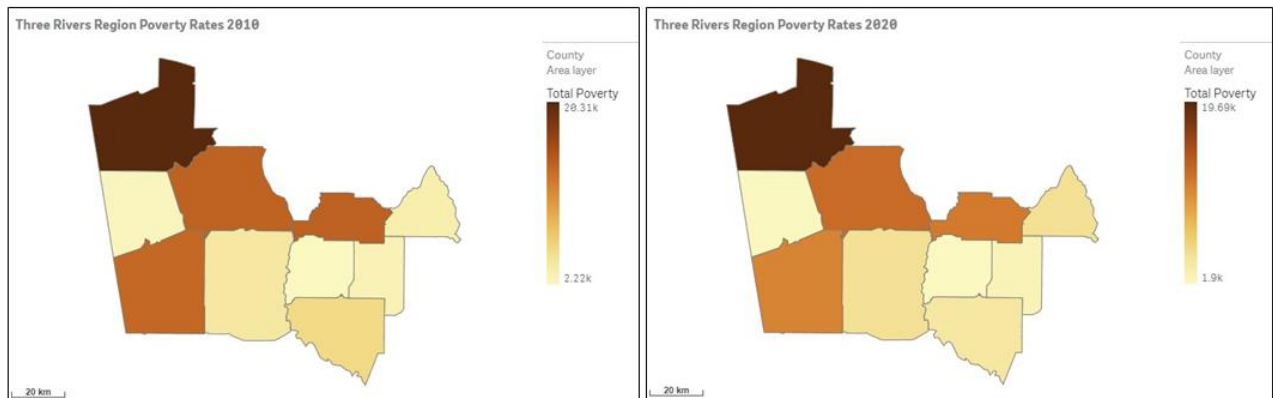 Three Rivers Region Poverty Rates 2010
County
Area layer
Total Poverty
20.31k
2.22k
20 km
Three Rivers Region Poverty Rates 2020
County
Area layer
Total Poverty
19.69k
1.9k
20 km